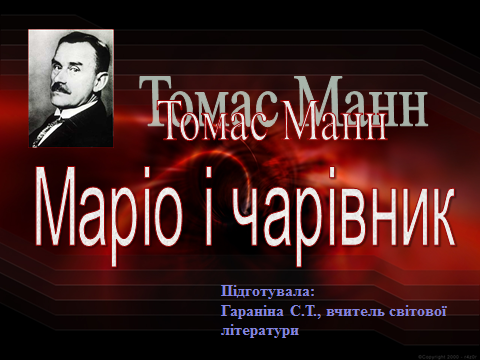 Томас Манн
Томас Манн
Маріо і чарівник
Підготувала:
Гараніна С.Т., вчитель світової
літератури